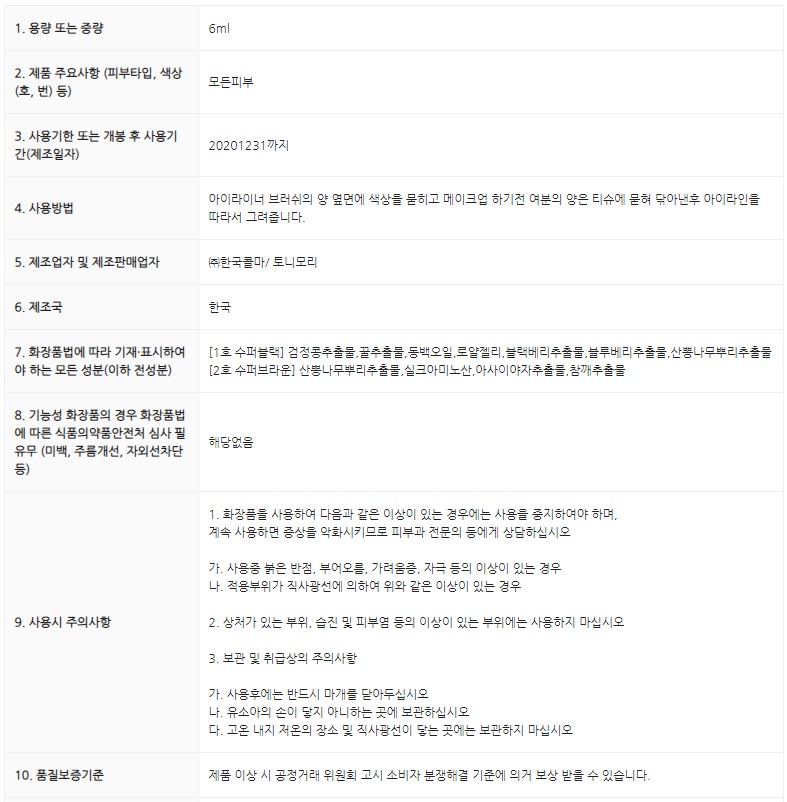 1. 용량 또는 중량
6ml
2. 제품 주요사항 (피부타입, 색상
(호, 번) 등)
모든피부
3. 사용기한 또는 개봉 후 사용기
간(제조일자)
20201231까지
4. 사용방법
아이라이너 브러쉬의 양 옆면에 색상을 묻히고 메이크업 하기전 여분의 양은 티슈에 묻혀 닦아낸후 아이라인을
따라서 그려줍니다.
5. 제조업자 및 제조판매업자
㈜한국콜마/ 토니모리
6. 제조국
한국
7. 화장품법에 따라 기재·표시하여
야 하는 모든 성분(이하 전성분)
[1호 수퍼블랙] 검정콩추출물,꿀추출물,동백오일,로얄젤리,블랙베리추출물,블루베리추출물,산뽕나무뿌리추출물
[2호 수퍼브라운] 산뽕나무뿌리추출물,실크아미노산,아사이야자추출물,참깨추출물
8. 기능성 화장품의 경우 화장품법
에 따른 식품의약품안전처 심사 필
유무 (미백, 주름개선, 자외선차단
등)
해당없음
9. 사용시 주의사항
1. 화장품을 사용하여 다음과 같은 이상이 있는 경우에는 사용을 중지하여야 하며,
계속 사용하면 증상을 악화시키므로 피부과 전문의 등에게 상담하십시오
가. 사용중 붉은 반점, 부어오름, 가려움증, 자극 등의 이상이 있는 경우
나. 적용부위가 직사광선에 의하여 위와 같은 이상이 있는 경우
2. 상처가 있는 부위, 습진 및 피부염 등의 이상이 있는 부위에는 사용하지 마십시오
3. 보관 및 취급상의 주의사항
가. 사용후에는 반드시 마개를 닫아두십시오
나. 유소아의 손이 닿지 아니하는 곳에 보관하십시오
다. 고온 내지 저온의 장소 및 직사광선이 닿는 곳에는 보관하지 마십시오
10. 품질보증기준
제품 이상 시 공정거래 위원회 고시 소비자 분쟁해결 기준에 의거 보상 받을 수 있습니다.